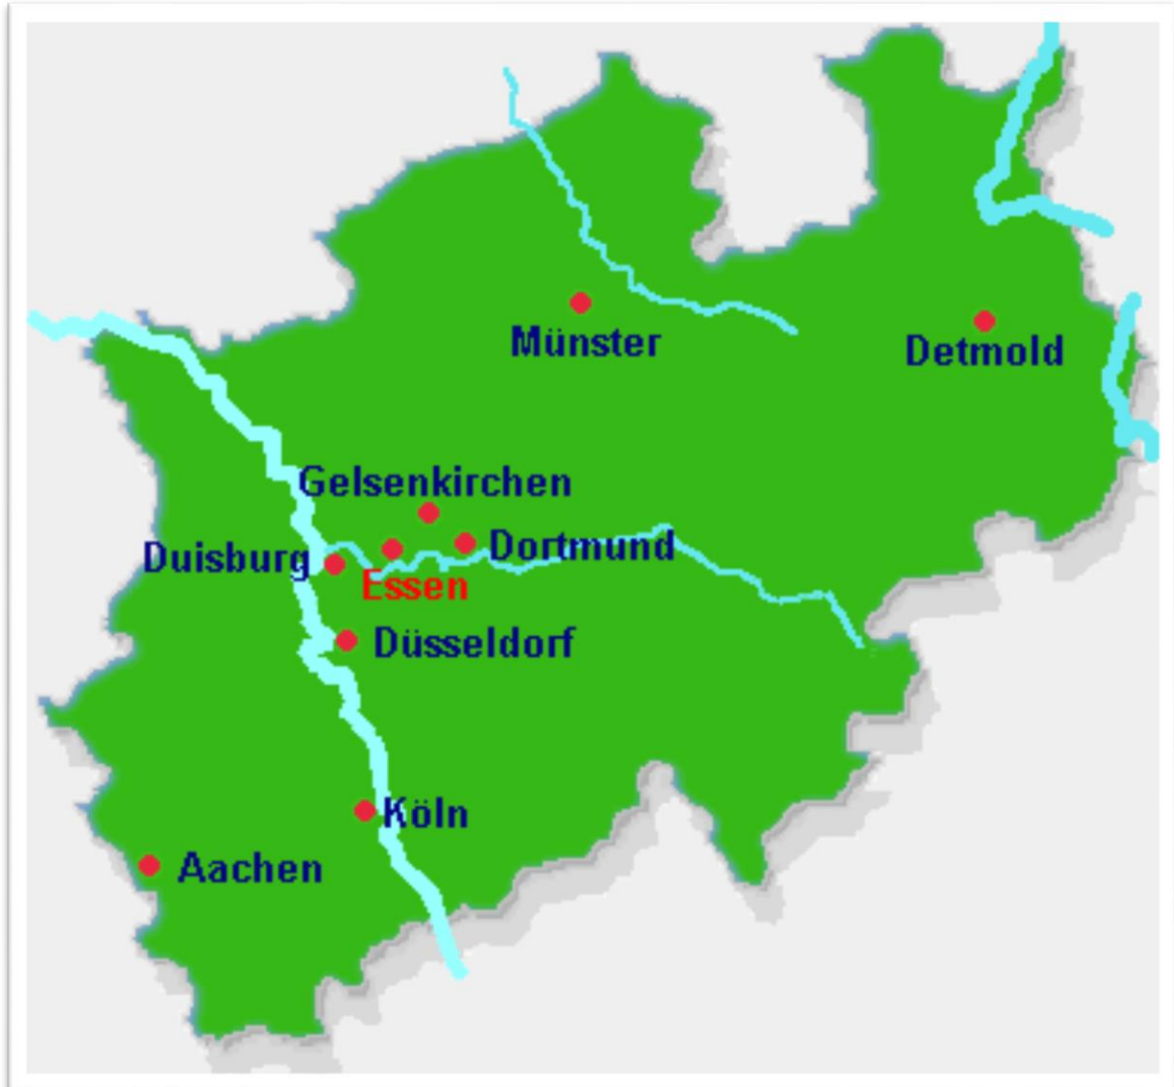 Münster
Detmold
Gelsenkirchen
Duisburg
Dortmund
Essen
Düsseldorf
Köln
Aachen